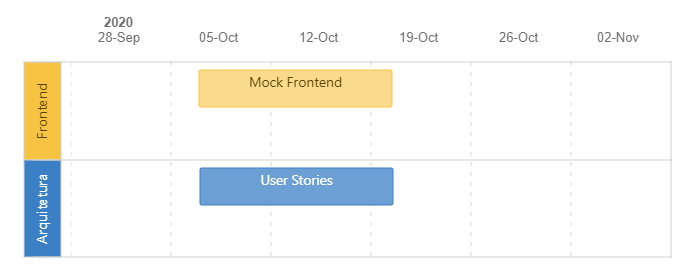 2020
28-Sep 05-Oct 12-Oct 19-Oct 26-Oct 02-Nov
Frontend
Mock Frontend
Arquitetura
User Stories